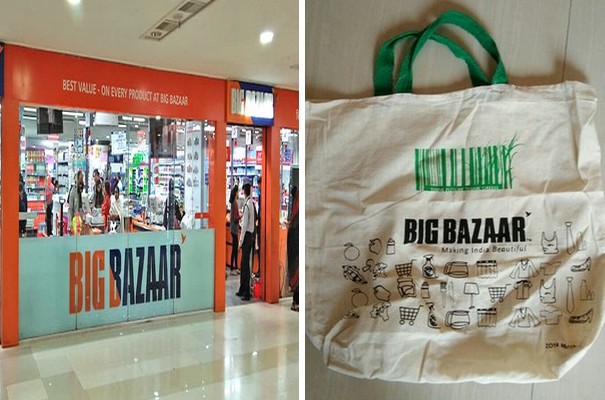 BEST VALUE - ON EVERY PRODUCT AT BIG BAZAAR
BIG BAZAAR
BIG BAZAAR
BIG BAZAAR
Making India Beautiful